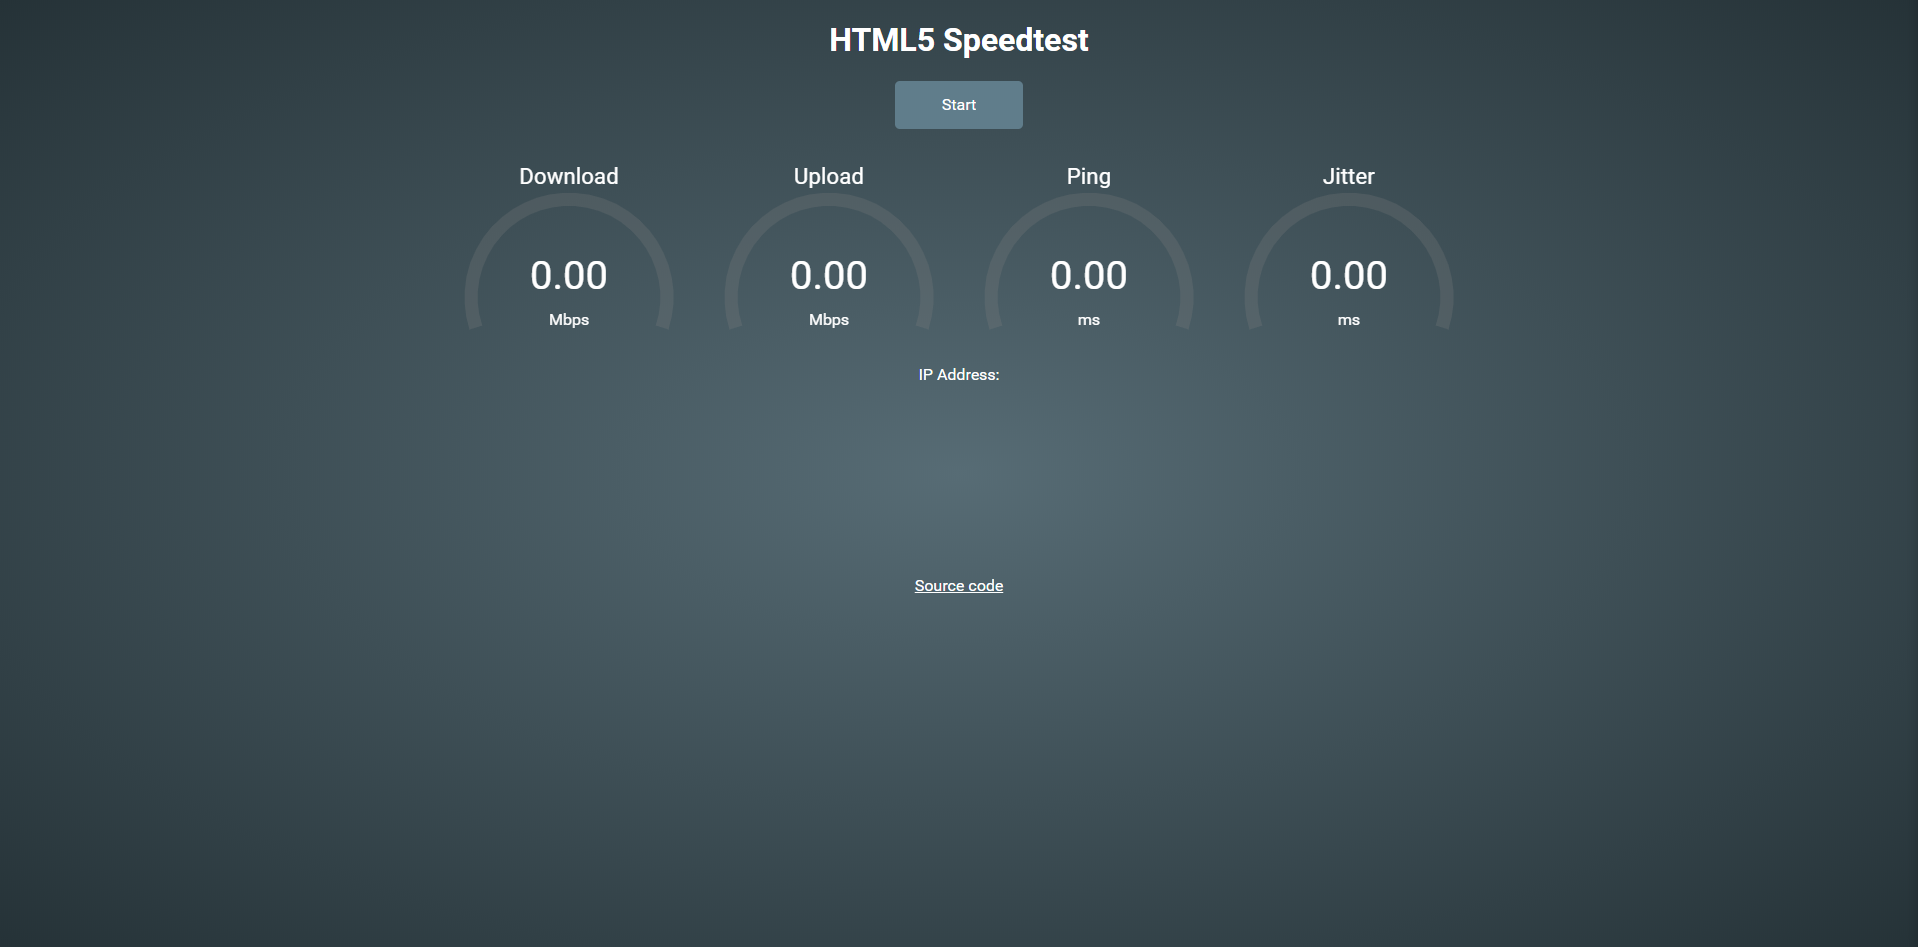 HTML5 Speedtest
Start
Download Upload Ping Jitter
0.00 0.00 0.00 0.00
Mbps Mbps ms ms
IP Address:
Source code